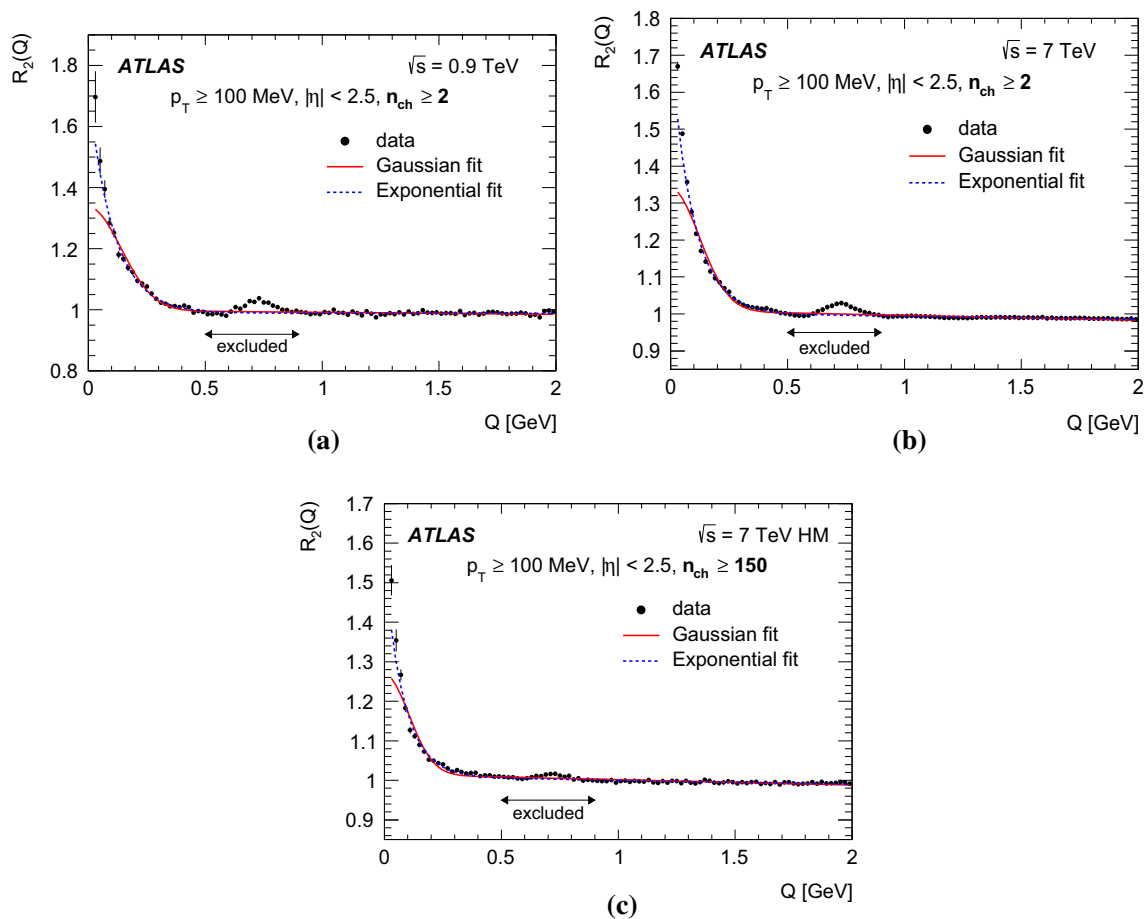 R₂(Q)
1.8
1.6
1.4
1.2
1
0.8
ATLAS
√s = 0.9 TeV
p_T ≥ 100 MeV, |η| < 2.5, n_ch ≥ 2
data
Gaussian fit
Exponential fit
excluded
0 0.5 1 1.5 2
Q [GeV]
(a)
R₂(Q)
1.8
1.7
1.6
1.5
1.4
1.3
1.2
1.1
1
0.9
ATLAS
√s = 7 TeV
p_T ≥ 100 MeV, |η| < 2.5, n_ch ≥ 2
data
Gaussian fit
Exponential fit
excluded
0 0.5 1 1.5 2
Q [GeV]
(b)
R₂(Q)
1.7
1.6
1.5
1.4
1.3
1.2
1.1
1
0.9
ATLAS
√s = 7 TeV HM
p_T ≥ 100 MeV, |η| < 2.5, n_ch ≥ 150
data
Gaussian fit
Exponential fit
excluded
0 0.5 1 1.5 2
Q [GeV]
(c)